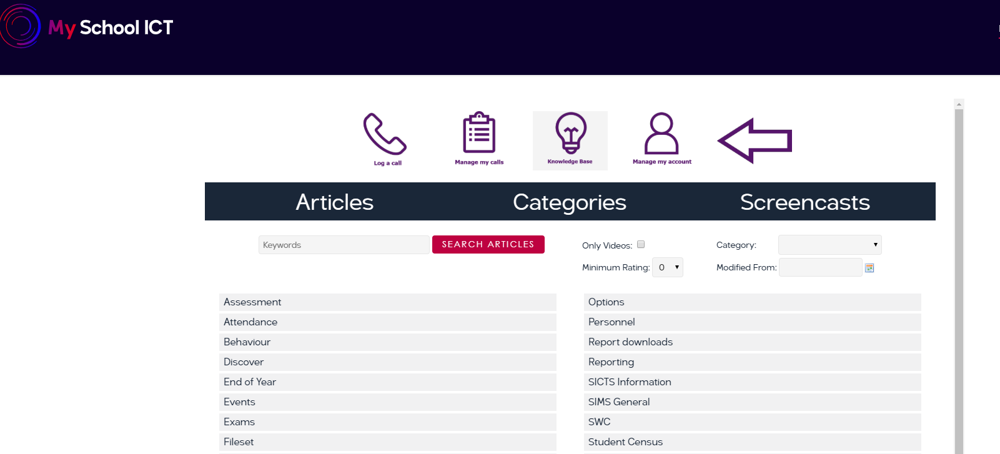 My School ICT
Log a call
Manage my calls
Knowledge Base
Manage my account
Articles
Categories
Screencasts
Keywords
SEARCH ARTICLES
Only Videos:
Category:
Minimum Rating: 0
Modified From:
Assessment
Attendance
Behaviour
Discover
End of Year
Events
Exams
Fileset
Options
Personnel
Report downloads
Reporting
SICTS Information
SIMS General
SWC
Student Census